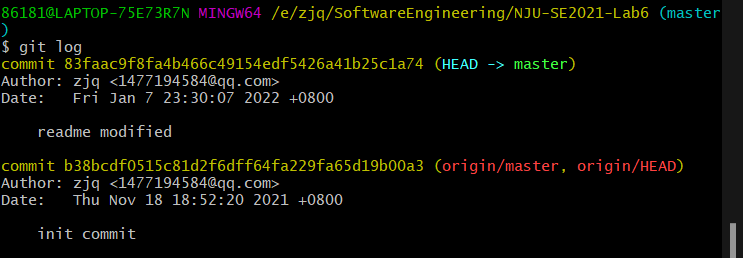 86181@LAPTOP-75E73R7N MINGW64 /e/zjq/SoftwareEngineering/NJU-SE2021-Lab6 (master
)
$ git log
commit 83faac9f8fa4b466c49154edf5426a41b25c1a74 (HEAD -> master)
Author: zjq <1477194584@qq.com>
Date:   Fri Jan 7 23:30:07 2022 +0800
    readme modified
commit b38bcdf0515c81d2f6dff64fa229fa65d19b00a3 (origin/master, origin/HEAD)
Author: zjq <1477194584@qq.com>
Date:   Thu Nov 18 18:52:20 2021 +0800
    init commit